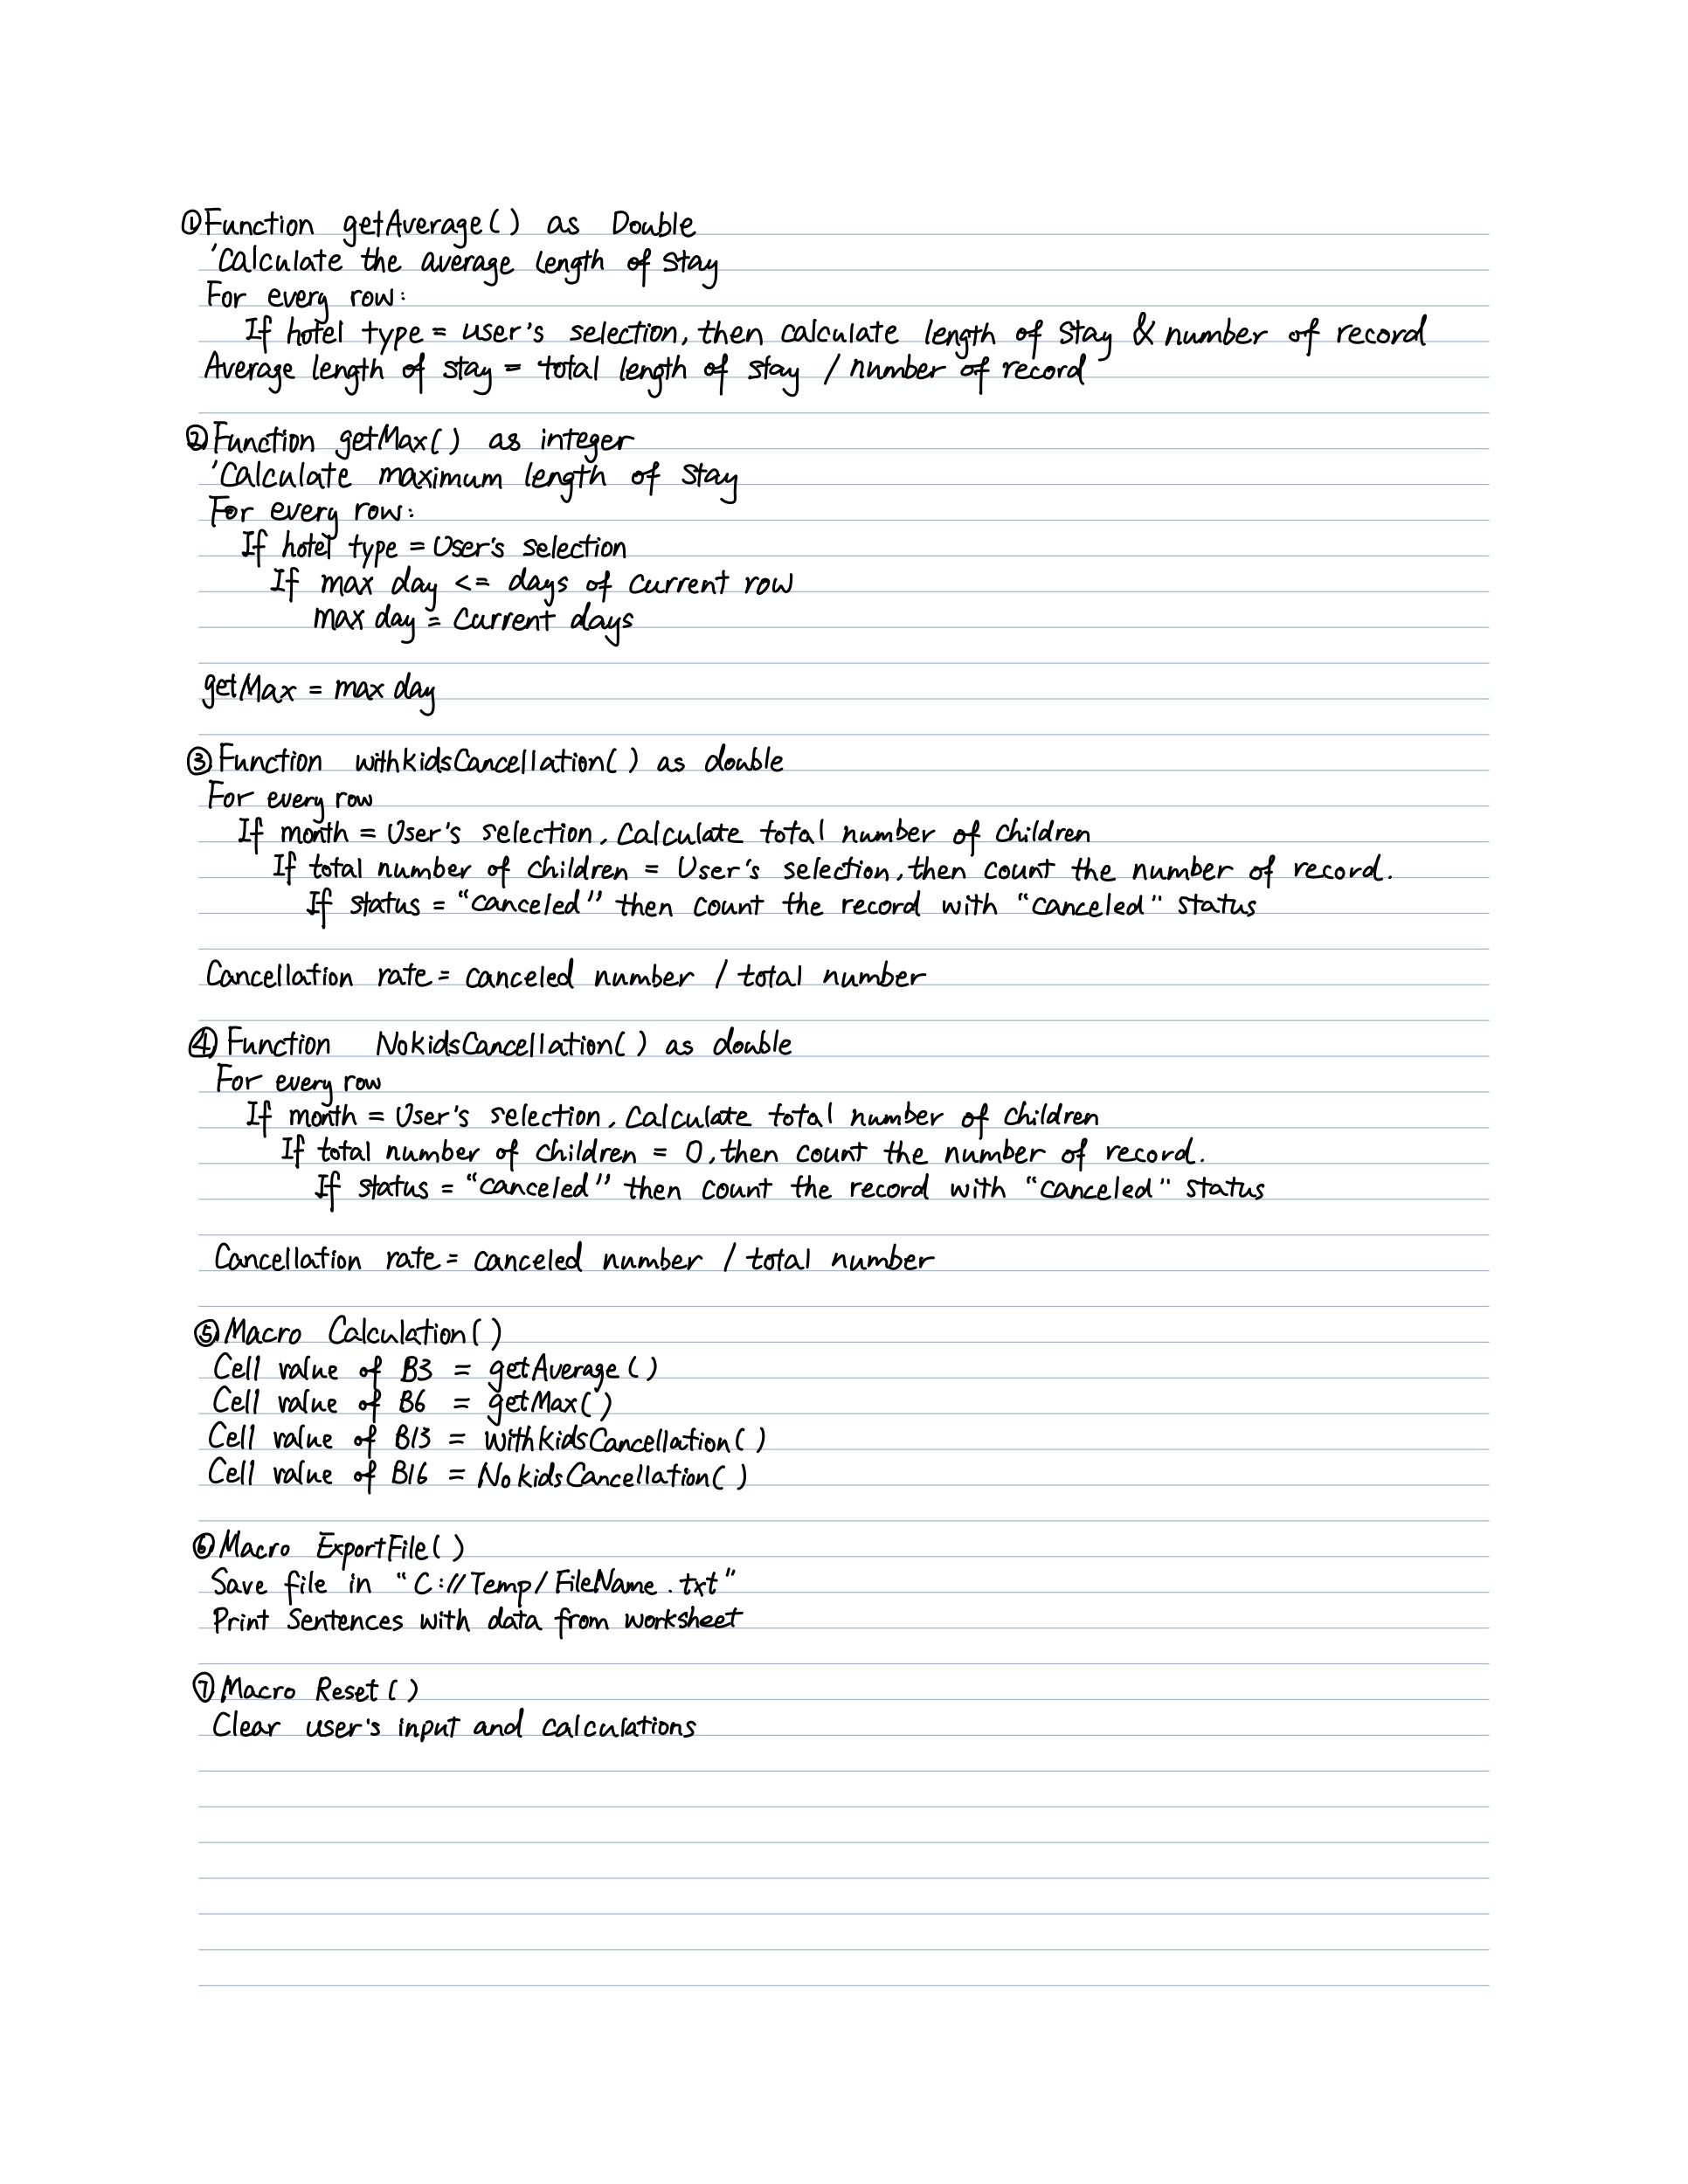 ①Function getAverage() as Double
'Calculate the average length of stay
For every row:
If hotel type = user's selection, then calculate length of stay & number of record
Average length of stay = total length of stay / number of record
②Function getMax() as integer
'Calculate maximum length of stay
For every row:
If hotel type = User's selection
If max day <= days of current row
max day = Current days
getMax = max day
③Function withkidsCancellation() as double
For every row
If month = User's selection, Calculate total number of children
If total number of children = User's selection, then count the number of record.
If status = "canceled" then count the record with "canceled" status
Cancellation rate = canceled number / total number
④Function NokidsCancellation() as double
For every row
If month = User's selection, Calculate total number of children
If total number of children = 0, then count the number of record.
If status = "canceled" then count the record with "canceled" status
Cancellation rate = canceled number / total number
⑤Macro Calculation()
Cell value of B3 = getAverage()
Cell value of B6 = getMax()
Cell value of B13 = withkidsCancellation()
Cell value of B16 = NokidsCancellation()
⑥Macro ExportFile()
Save file in "C://Temp/FileName.txt"
Print Sentences with data from worksheet
⑦Macro Reset()
Clear user's input and calculations